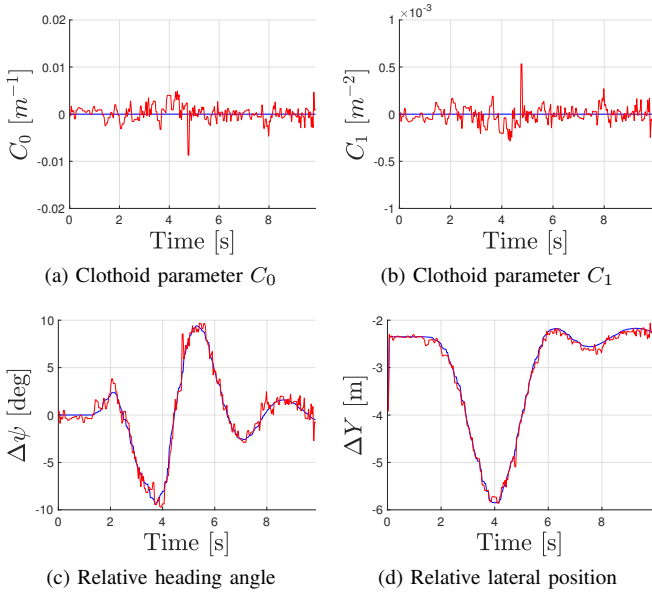 0.02
0.01
0
-0.01
-0.02
C₀ [m⁻¹]
0 2 4 6 8
Time [s]
(a) Clothoid parameter C₀
×10⁻³
1
0.5
0
-0.5
-1
C₁ [m⁻²]
0 2 4 6 8
Time [s]
(b) Clothoid parameter C₁
10
5
0
-5
-10
Δψ [deg]
0 2 4 6 8
Time [s]
(c) Relative heading angle
-2
-3
-4
-5
-6
ΔY [m]
0 2 4 6 8
Time [s]
(d) Relative lateral position